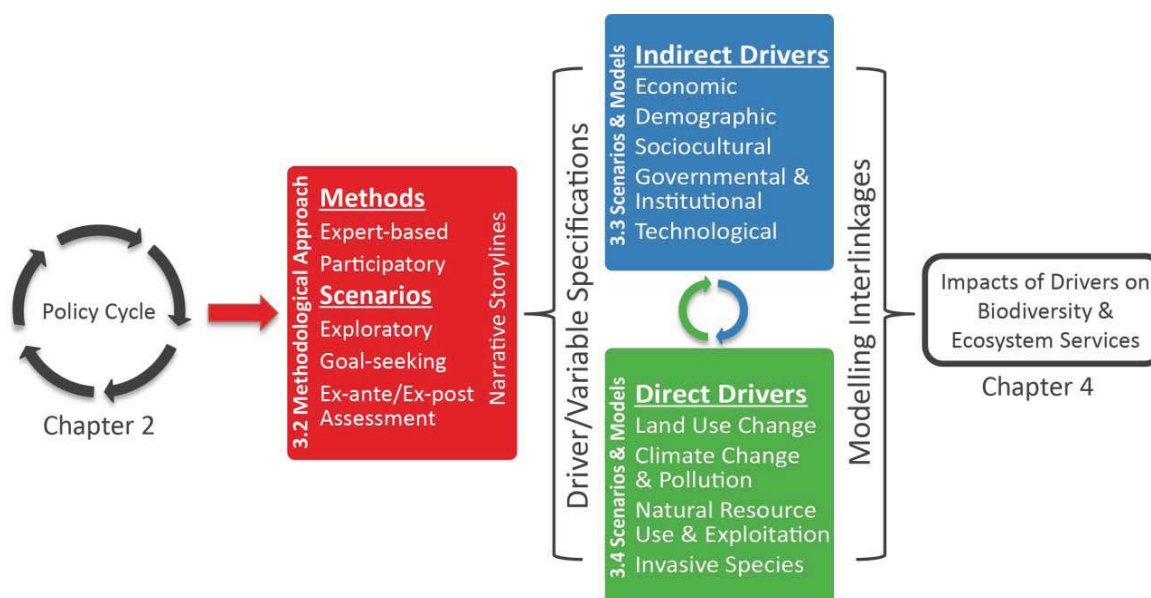 Policy Cycle
Chapter 2
3.2 Methodological Approach
Methods
Expert-based
Participatory
Scenarios
Exploratory
Goal-seeking
Ex-ante/Ex-post
Assessment
Narrative Storylines
Driver/Variable Specifications
3.3 Scenarios & Models
Indirect Drivers
Economic
Demographic
Sociocultural
Governmental &
Institutional
Technological
3.4 Scenarios & Models
Direct Drivers
Land Use Change
Climate Change
& Pollution
Natural Resource
Use & Exploitation
Invasive Species
Modelling Interlinkages
Impacts of Drivers on
Biodiversity &
Ecosystem Services
Chapter 4